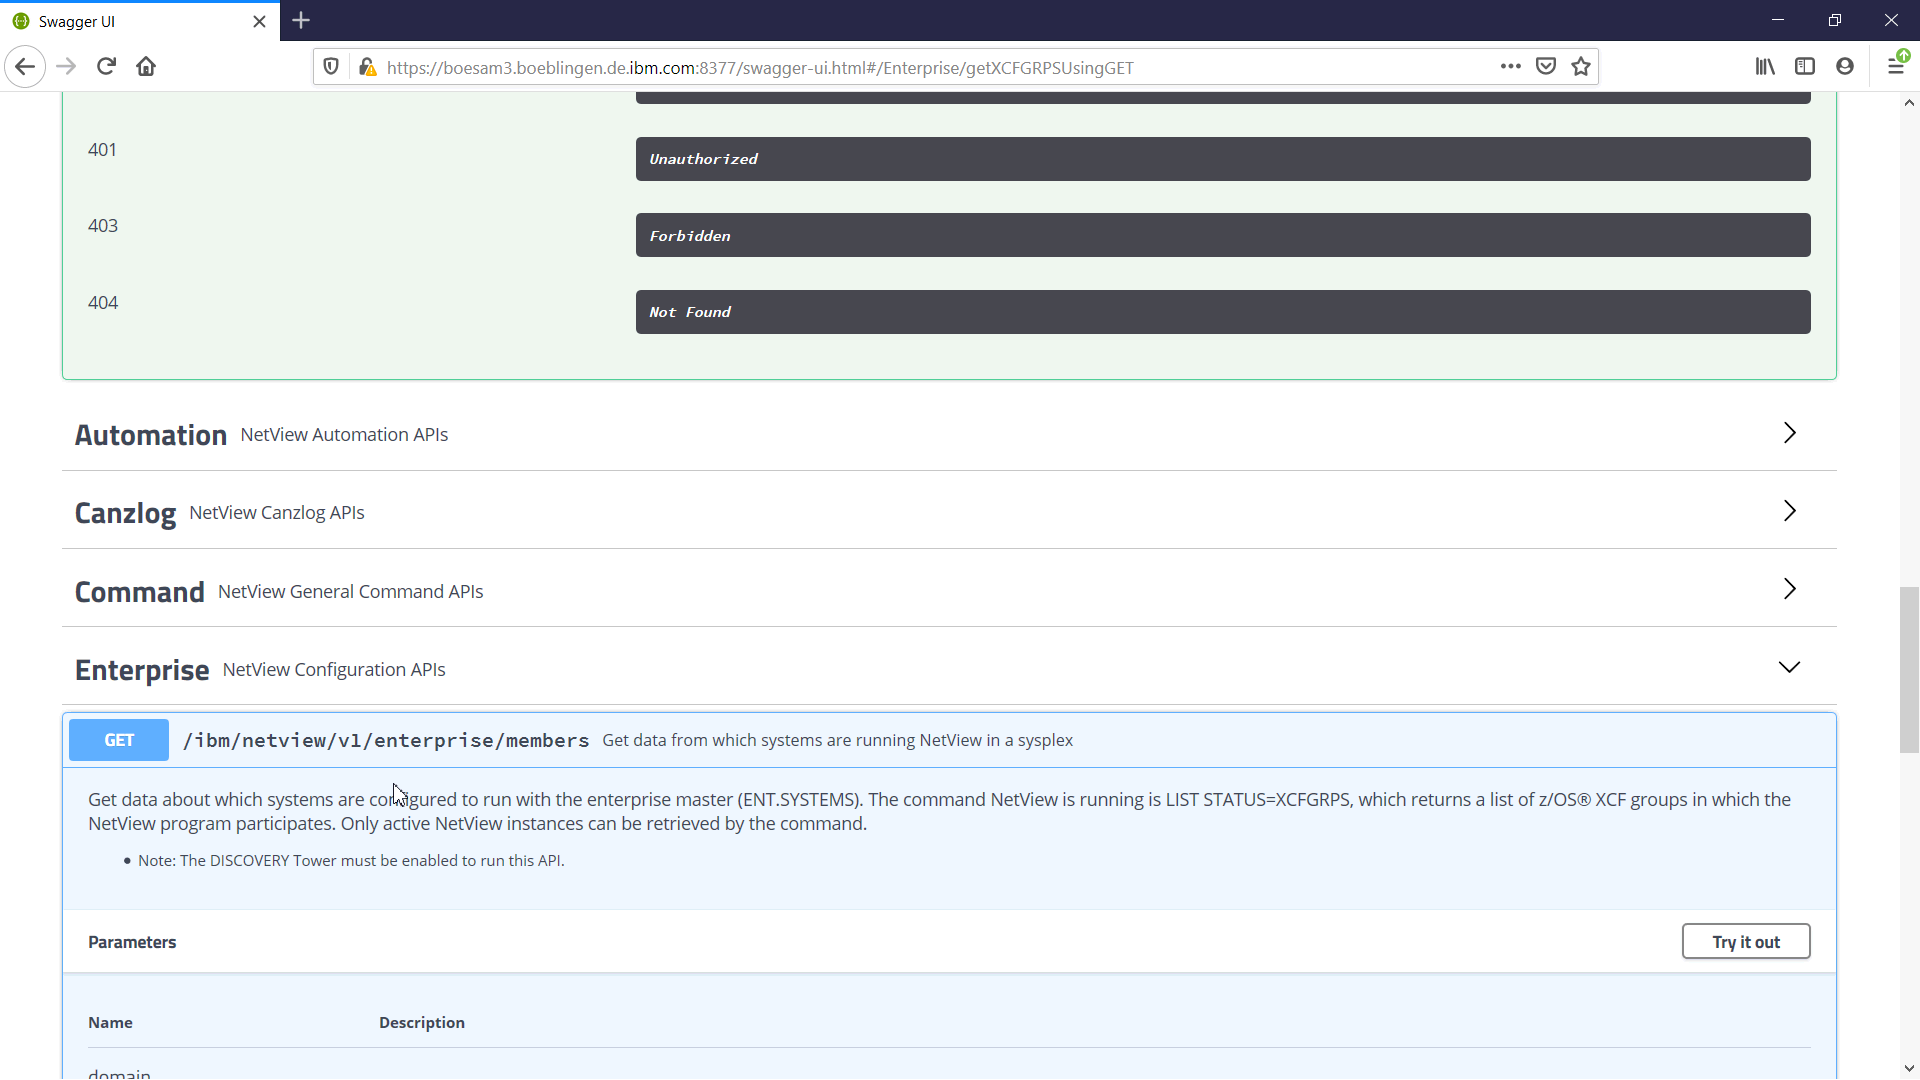 Swagger UI
https://boesam3.boeblingen.de.ibm.com:8377/swagger-ui.html#/Enterprise/getXCFGRPSUsingGET
401
Unauthorized
403
Forbidden
404
Not Found
Automation NetView Automation APIs
Canzlog NetView Canzlog APIs
Command NetView General Command APIs
Enterprise NetView Configuration APIs
GET /ibm/netview/v1/enterprise/members Get data from which systems are running NetView in a sysplex
Get data about which systems are configured to run with the enterprise master (ENT.SYSTEMS). The command NetView is running is LIST STATUS=XCFGRPS, which returns a list of z/OS® XCF groups in which the
NetView program participates. Only active NetView instances can be retrieved by the command.
• Note: The DISCOVERY Tower must be enabled to run this API.
Parameters
Try it out
Name Description
domain